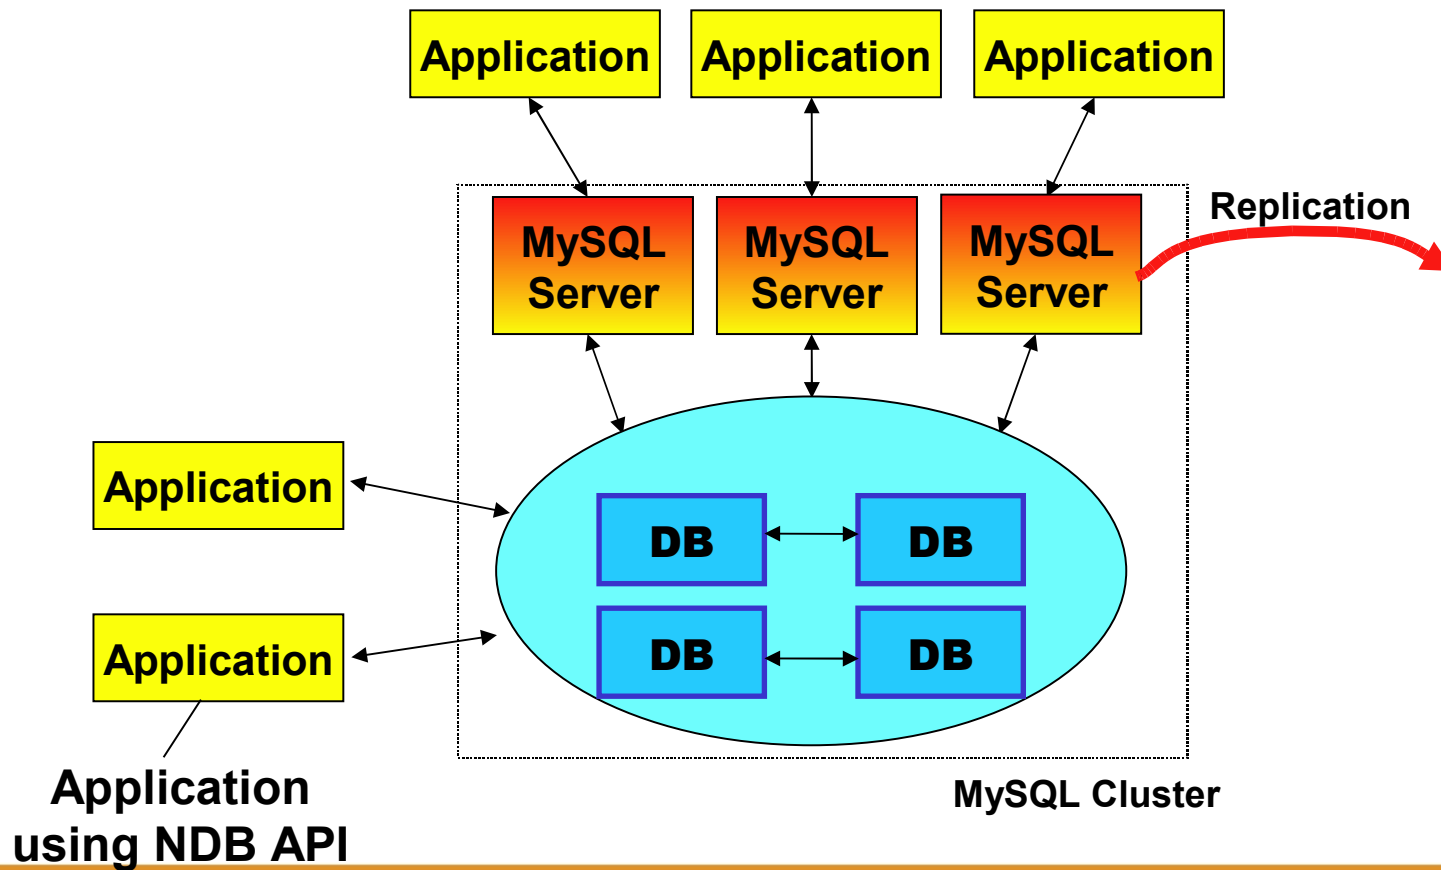 Application
Application
Application
Replication
MySQL
Server
MySQL
Server
MySQL
Server
Application
DB
DB
Application
DB
DB
Application
using NDB API
MySQL Cluster